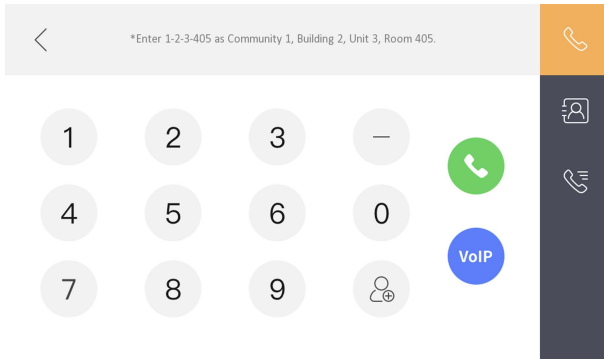 *Enter 1-2-3-405 as Community 1, Building 2, Unit 3, Room 405.
1 2 3 —
4 5 6 0
VoIP
7 8 9